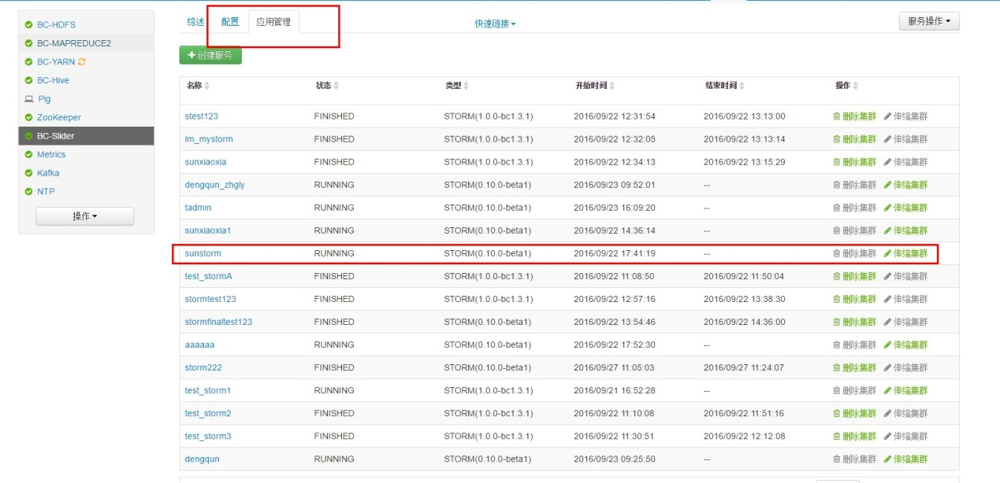 BC-HDFS
BC-MAPREDUCE2
BC-YARN
BC-Hive
Pig
ZooKeeper
BC-Slider
Metrics
Kafka
NTP
操作
综述 配置 应用管理 快速链接 服务操作
创建服务
名称 状态 类型 开始时间 结束时间 操作
stest123 FINISHED STORM(1.0.0-bc1.3.1) 2016/09/22 12:31:54 2016/09/22 13:13:00 删除集群 伸缩集群
lm_mystorm FINISHED STORM(1.0.0-bc1.3.1) 2016/09/22 12:32:05 2016/09/22 13:13:14 删除集群 伸缩集群
sunxiaoxia FINISHED STORM(1.0.0-bc1.3.1) 2016/09/22 12:34:13 2016/09/22 13:15:29 删除集群 伸缩集群
dengqun_zhgly RUNNING STORM(0.10.0-beta1) 2016/09/23 09:52:01 -- 删除集群 伸缩集群
tadmin RUNNING STORM(0.10.0-beta1) 2016/09/23 16:09:20 -- 删除集群 伸缩集群
sunxiaoxia1 RUNNING STORM(0.10.0-beta1) 2016/09/22 14:36:14 -- 删除集群 伸缩集群
sunstorm RUNNING STORM(0.10.0-beta1) 2016/09/22 17:41:19 -- 删除集群 伸缩集群
test_stormA FINISHED STORM(1.0.0-bc1.3.1) 2016/09/22 11:08:50 2016/09/22 11:50:04 删除集群 伸缩集群
stormtest123 FINISHED STORM(1.0.0-bc1.3.1) 2016/09/22 12:57:16 2016/09/22 13:38:30 删除集群 伸缩集群
stormfinaltest123 FINISHED STORM(0.10.0-beta1) 2016/09/22 13:54:46 2016/09/22 14:36:00 删除集群 伸缩集群
aaaaaa RUNNING STORM(0.10.0-beta1) 2016/09/22 17:52:30 -- 删除集群 伸缩集群
storm222 FINISHED STORM(0.10.0-beta1) 2016/09/27 11:05:03 2016/09/27 11:24:07 删除集群 伸缩集群
test_storm1 RUNNING STORM(0.10.0-beta1) 2016/09/21 16:52:28 -- 删除集群 伸缩集群
test_storm2 FINISHED STORM(1.0.0-bc1.3.1) 2016/09/22 11:10:08 2016/09/22 11:51:16 删除集群 伸缩集群
test_storm3 FINISHED STORM(1.0.0-bc1.3.1) 2016/09/22 11:30:51 2016/09/22 12:12:08 删除集群 伸缩集群
dengqun RUNNING STORM(0.10.0-beta1) 2016/09/23 09:25:50 -- 删除集群 伸缩集群